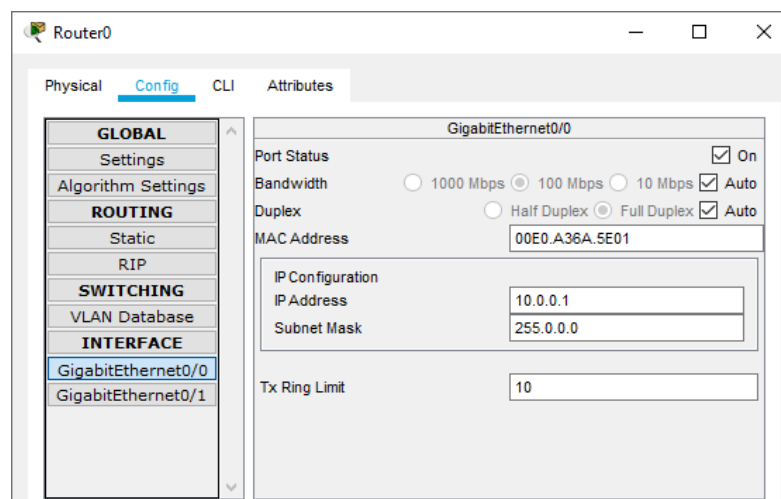 Router0
Physical Config CLI Attributes
GLOBAL
Settings
Algorithm Settings
ROUTING
Static
RIP
SWITCHING
VLAN Database
INTERFACE
GigabitEthernet0/0
GigabitEthernet0/1
GigabitEthernet0/0
Port Status On
Bandwidth 1000 Mbps 100 Mbps 10 Mbps Auto
Duplex Half Duplex Full Duplex Auto
MAC Address 00E0.A36A.5E01
IP Configuration
IP Address 10.0.0.1
Subnet Mask 255.0.0.0
Tx Ring Limit 10